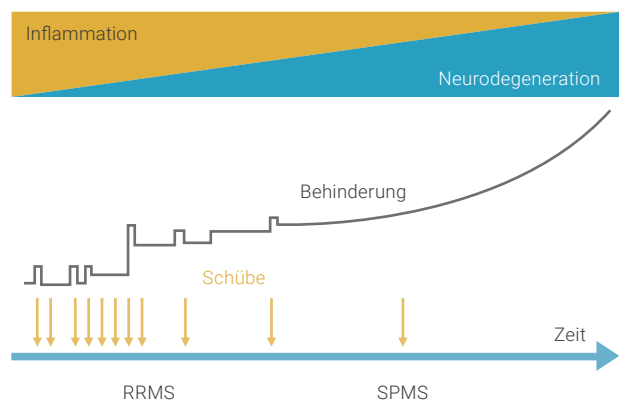 Inflammation
Neurodegeneration
Behinderung
Schübe
Zeit
RRMS
SPMS